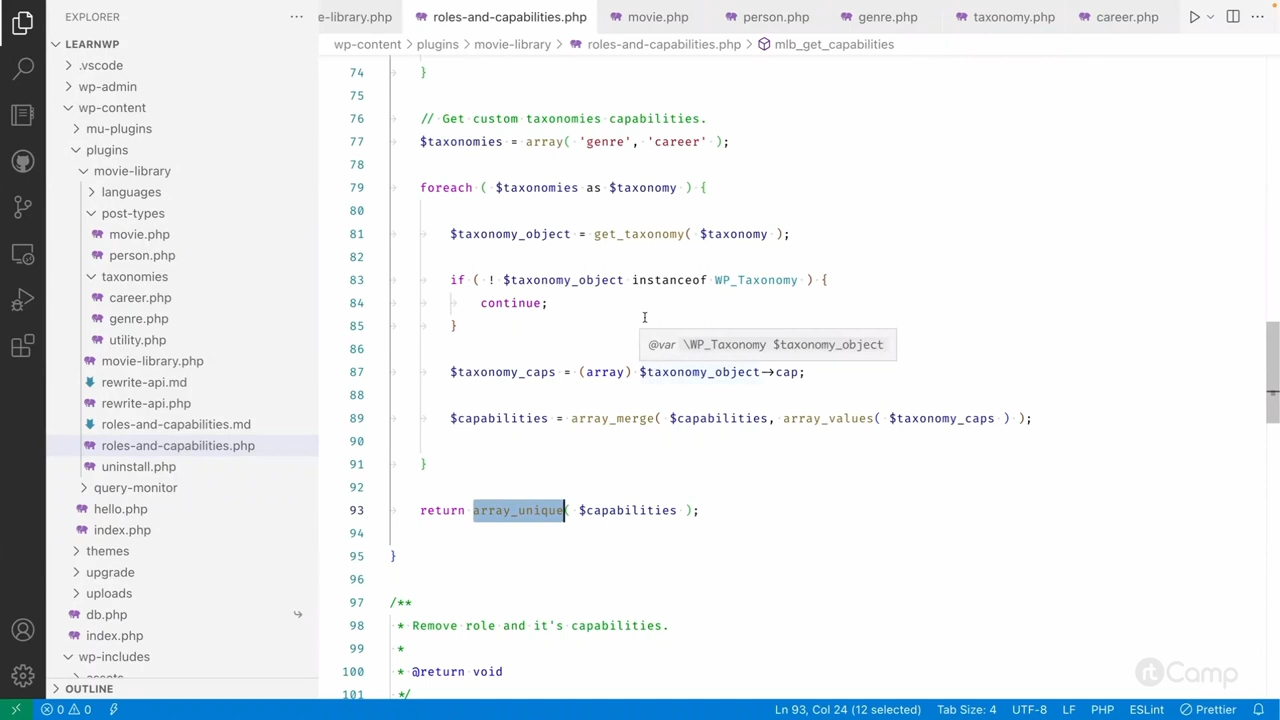 EXPLORER
LEARNWP
.vscode
wp-admin
wp-content
mu-plugins
plugins
movie-library
languages
post-types
movie.php
person.php
taxonomies
career.php
genre.php
utility.php
movie-library.php
rewrite-api.md
rewrite-api.php
roles-and-capabilities.md
roles-and-capabilities.php
uninstall.php
query-monitor
hello.php
index.php
themes
upgrade
uploads
db.php
index.php
wp-includes
OUTLINE
e-library.php roles-and-capabilities.php movie.php person.php genre.php taxonomy.php career.php
wp-content > plugins > movie-library > roles-and-capabilities.php > mlb_get_capabilities
74 }
75
76 // Get custom taxonomies capabilities.
77 $taxonomies = array( 'genre', 'career' );
78
79 foreach ( $taxonomies as $taxonomy ) {
80
81 $taxonomy_object = get_taxonomy( $taxonomy );
82
83 if ( ! $taxonomy_object instanceof WP_Taxonomy ) {
84 continue;
85 }
86
@var \WP_Taxonomy $taxonomy_object
87 $taxonomy_caps = (array) $taxonomy_object->cap;
88
89 $capabilities = array_merge( $capabilities, array_values( $taxonomy_caps ) );
90
91 }
92
93 return array_unique( $capabilities );
94
95 }
96
97 /**
98 * Remove role and it's capabilities.
99 *
100 * @return void
101 */
rtCamp
0 0 Ln 93, Col 24 (12 selected) Tab Size: 4 UTF-8 LF PHP ESLint Prettier